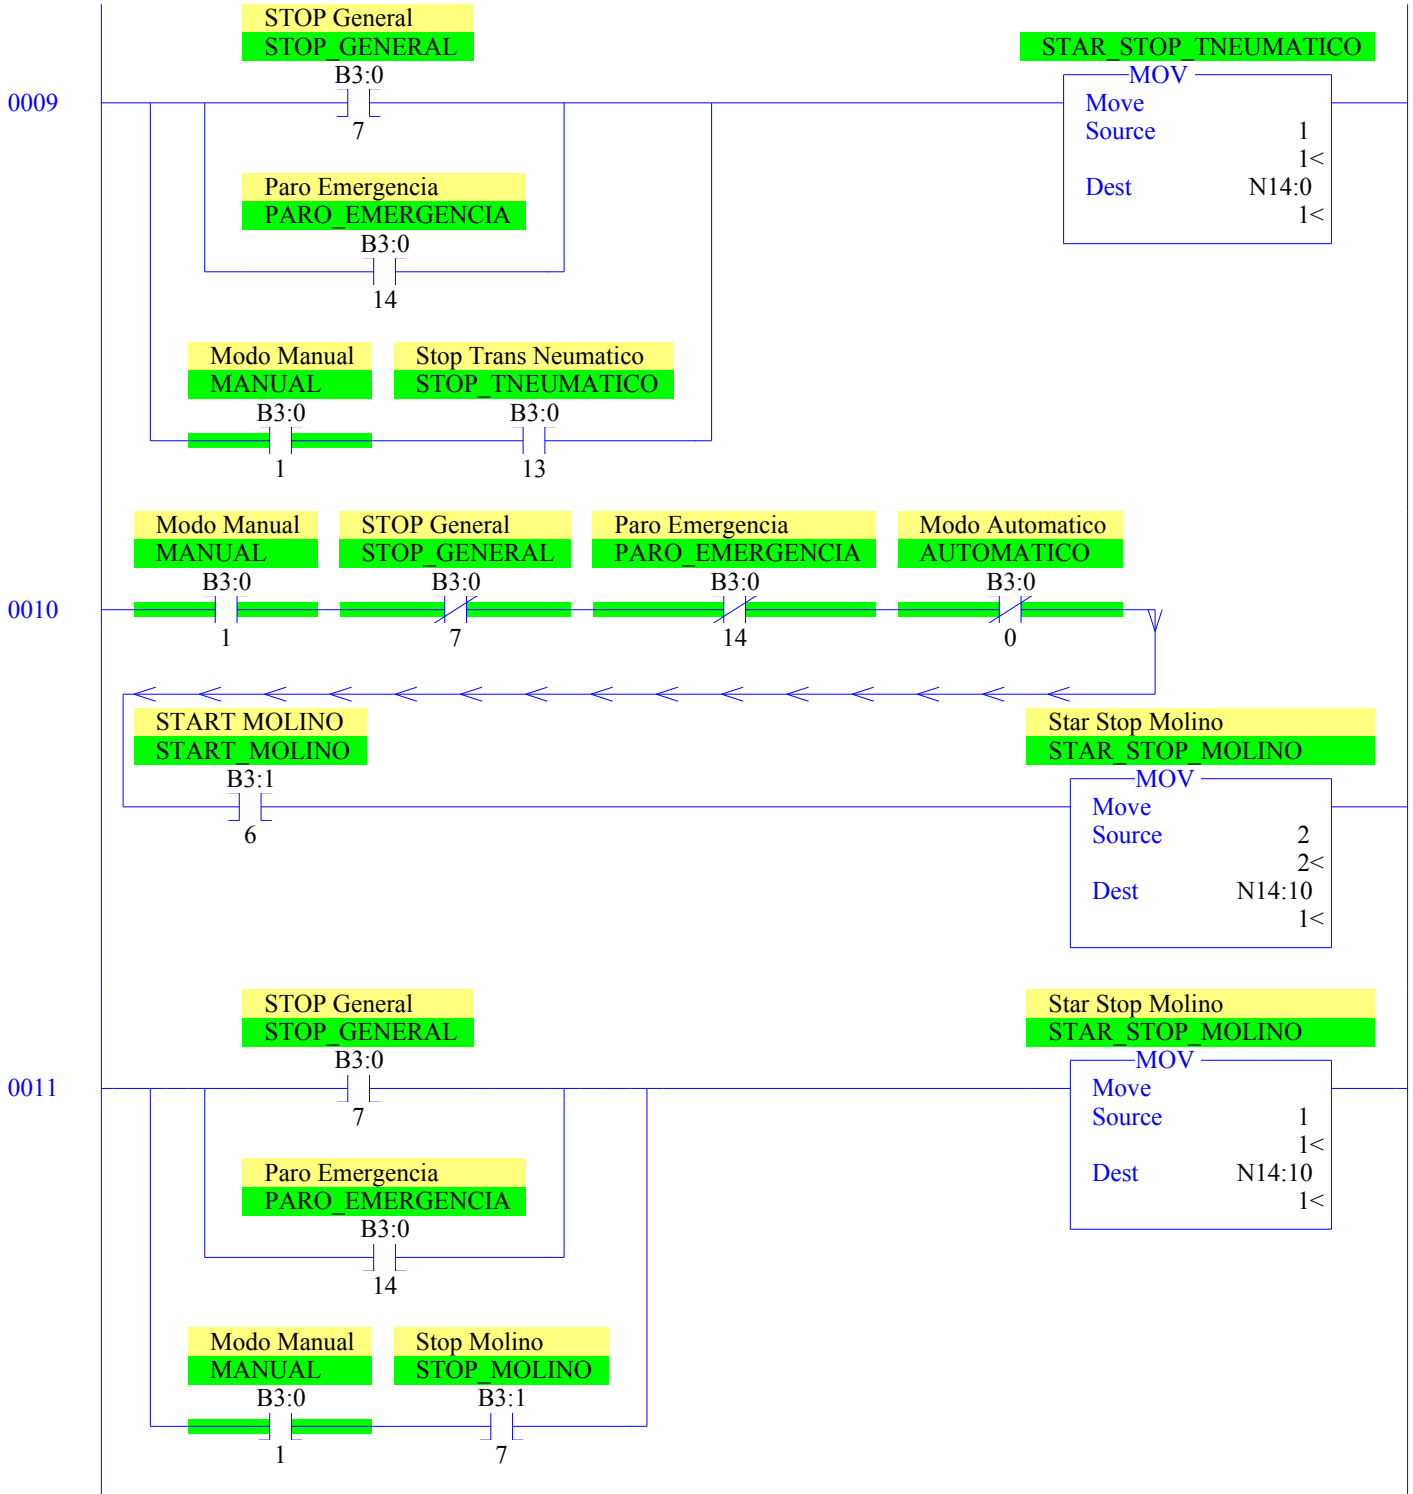 STOP General
STOP_GENERAL
B3:0
7
STAR_STOP_TNEUMATICO
MOV
Move
Source 1
1<
Dest N14:0
1<
0009
Paro Emergencia
PARO_EMERGENCIA
B3:0
14
Modo Manual Stop Trans Neumatico
MANUAL STOP_TNEUMATICO
B3:0 B3:0
1 13
Modo Manual STOP General Paro Emergencia Modo Automatico
MANUAL STOP_GENERAL PARO_EMERGENCIA AUTOMATICO
B3:0 B3:0 B3:0 B3:0
0010
1 7 14 0
START MOLINO
START_MOLINO
B3:1
6
Star Stop Molino
STAR_STOP_MOLINO
MOV
Move
Source 2
2<
Dest N14:10
1<
STOP General
STOP_GENERAL
B3:0
7
Star Stop Molino
STAR_STOP_MOLINO
MOV
Move
Source 1
1<
Dest N14:10
1<
0011
Paro Emergencia
PARO_EMERGENCIA
B3:0
14
Modo Manual Stop Molino
MANUAL STOP_MOLINO
B3:0 B3:1
1 7